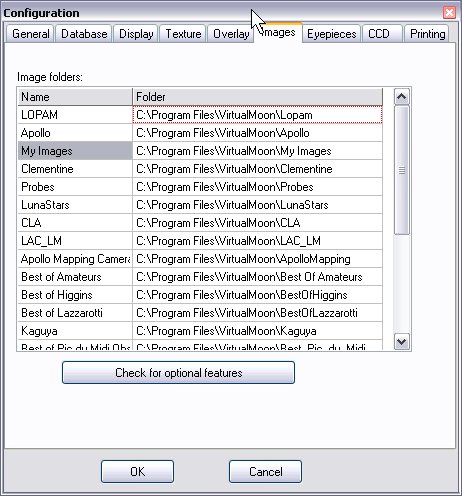 Configuration
General Database Display Texture Overlay Images Eyepieces CCD Printing
Image folders:
Name Folder
LOPAM C:\Program Files\VirtualMoon\Lopam
Apollo C:\Program Files\VirtualMoon\Apollo
My Images C:\Program Files\VirtualMoon\My Images
Clementine C:\Program Files\VirtualMoon\Clementine
Probes C:\Program Files\VirtualMoon\Probes
LunaStars C:\Program Files\VirtualMoon\LunaStars
CLA C:\Program Files\VirtualMoon\CLA
LAC_LM C:\Program Files\VirtualMoon\LAC_LM
Apollo Mapping Camera C:\Program Files\VirtualMoon\ApolloMapping
Best of Amateurs C:\Program Files\VirtualMoon\Best Of Amateurs
Best of Higgins C:\Program Files\VirtualMoon\BestOfHiggins
Best of Lazzarotti C:\Program Files\VirtualMoon\BestOfLazzarotti
Kaguya C:\Program Files\VirtualMoon\Kaguya
Best of Pic du Midi Obs C:\Program Files\VirtualMoon\Best_Pic_du_Midi
Check for optional features
OK Cancel